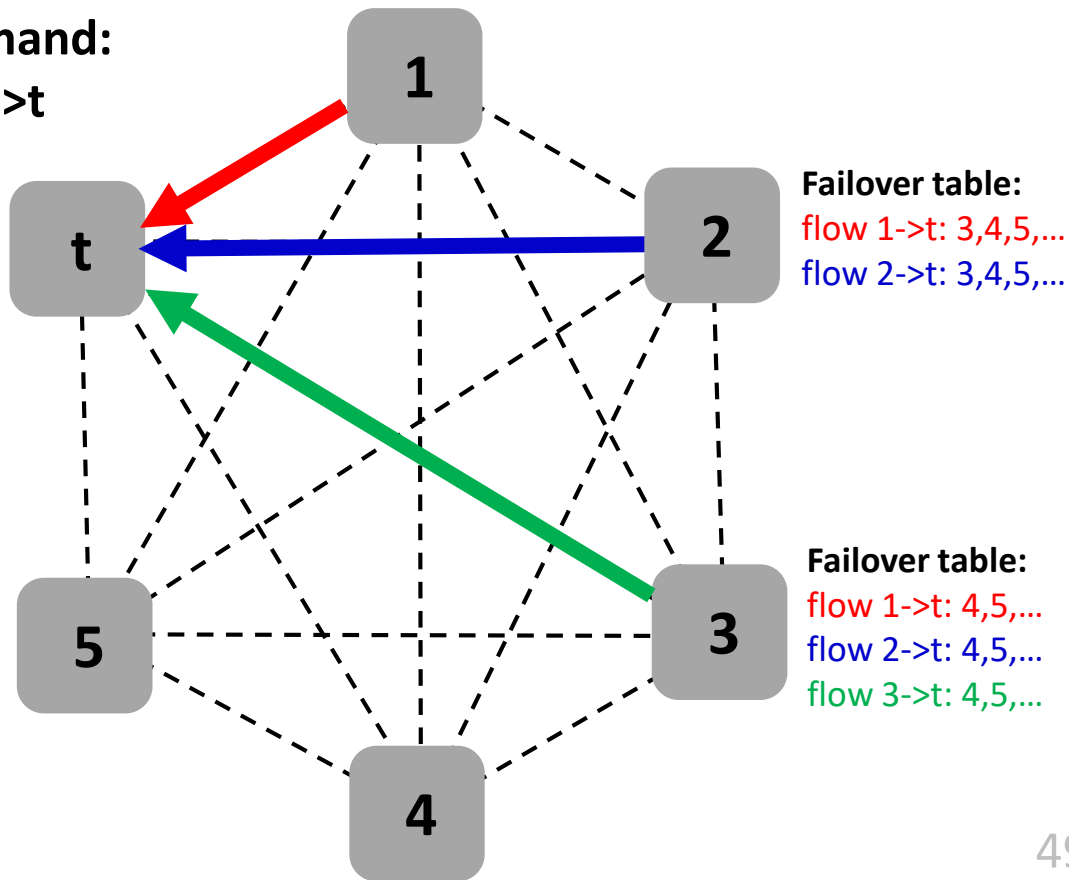 mand:
>t
1
t
2
Failover table:
flow 1->t: 3,4,5,...
flow 2->t: 3,4,5,...
5
3
Failover table:
flow 1->t: 4,5,...
flow 2->t: 4,5,...
flow 3->t: 4,5,...
4
49